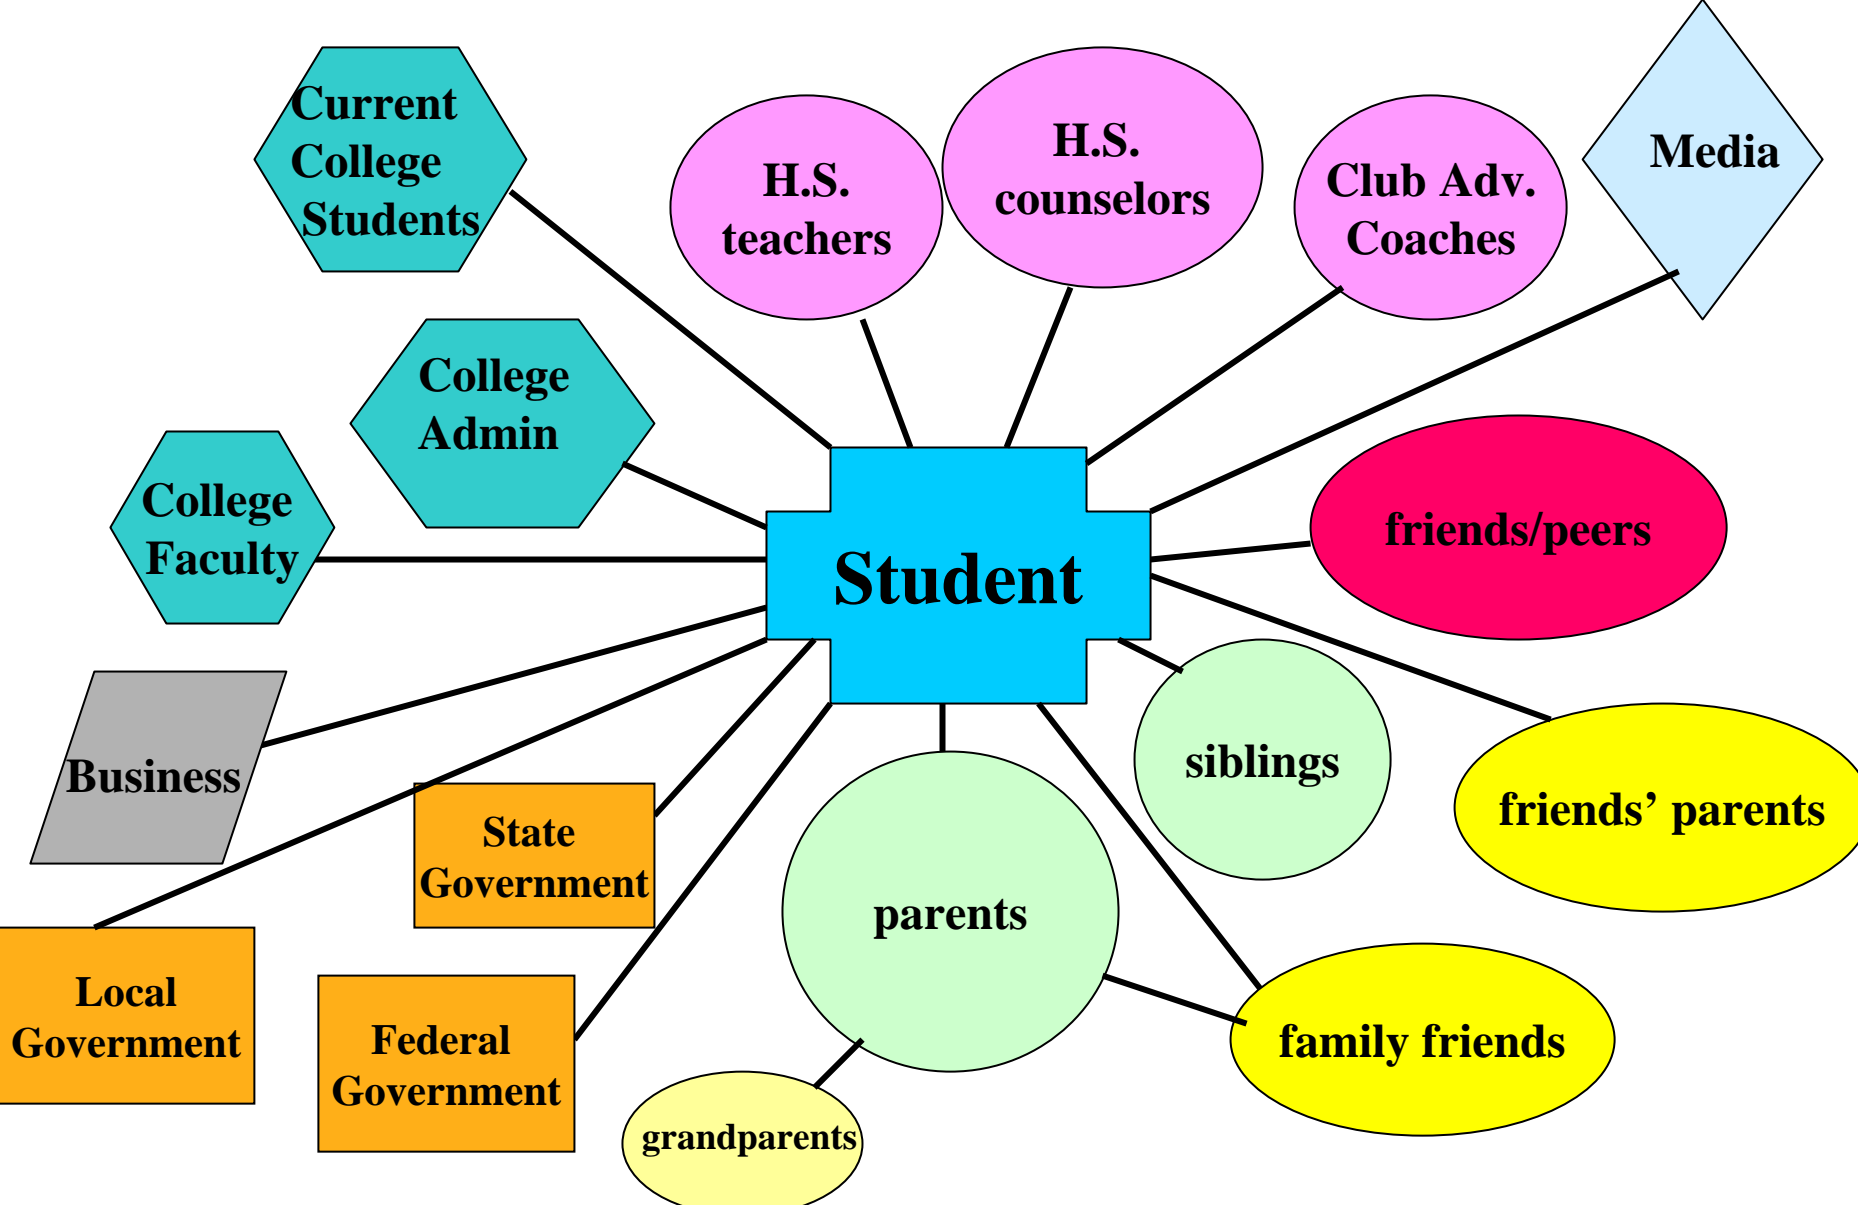 Current
College
Students
H.S.
teachers
H.S.
counselors
Club Adv.
Coaches
Media
College
Admin
College
Faculty
Student
friends/peers
Business
State
Government
siblings
friends’ parents
parents
Local
Government
Federal
Government
family friends
grandparents